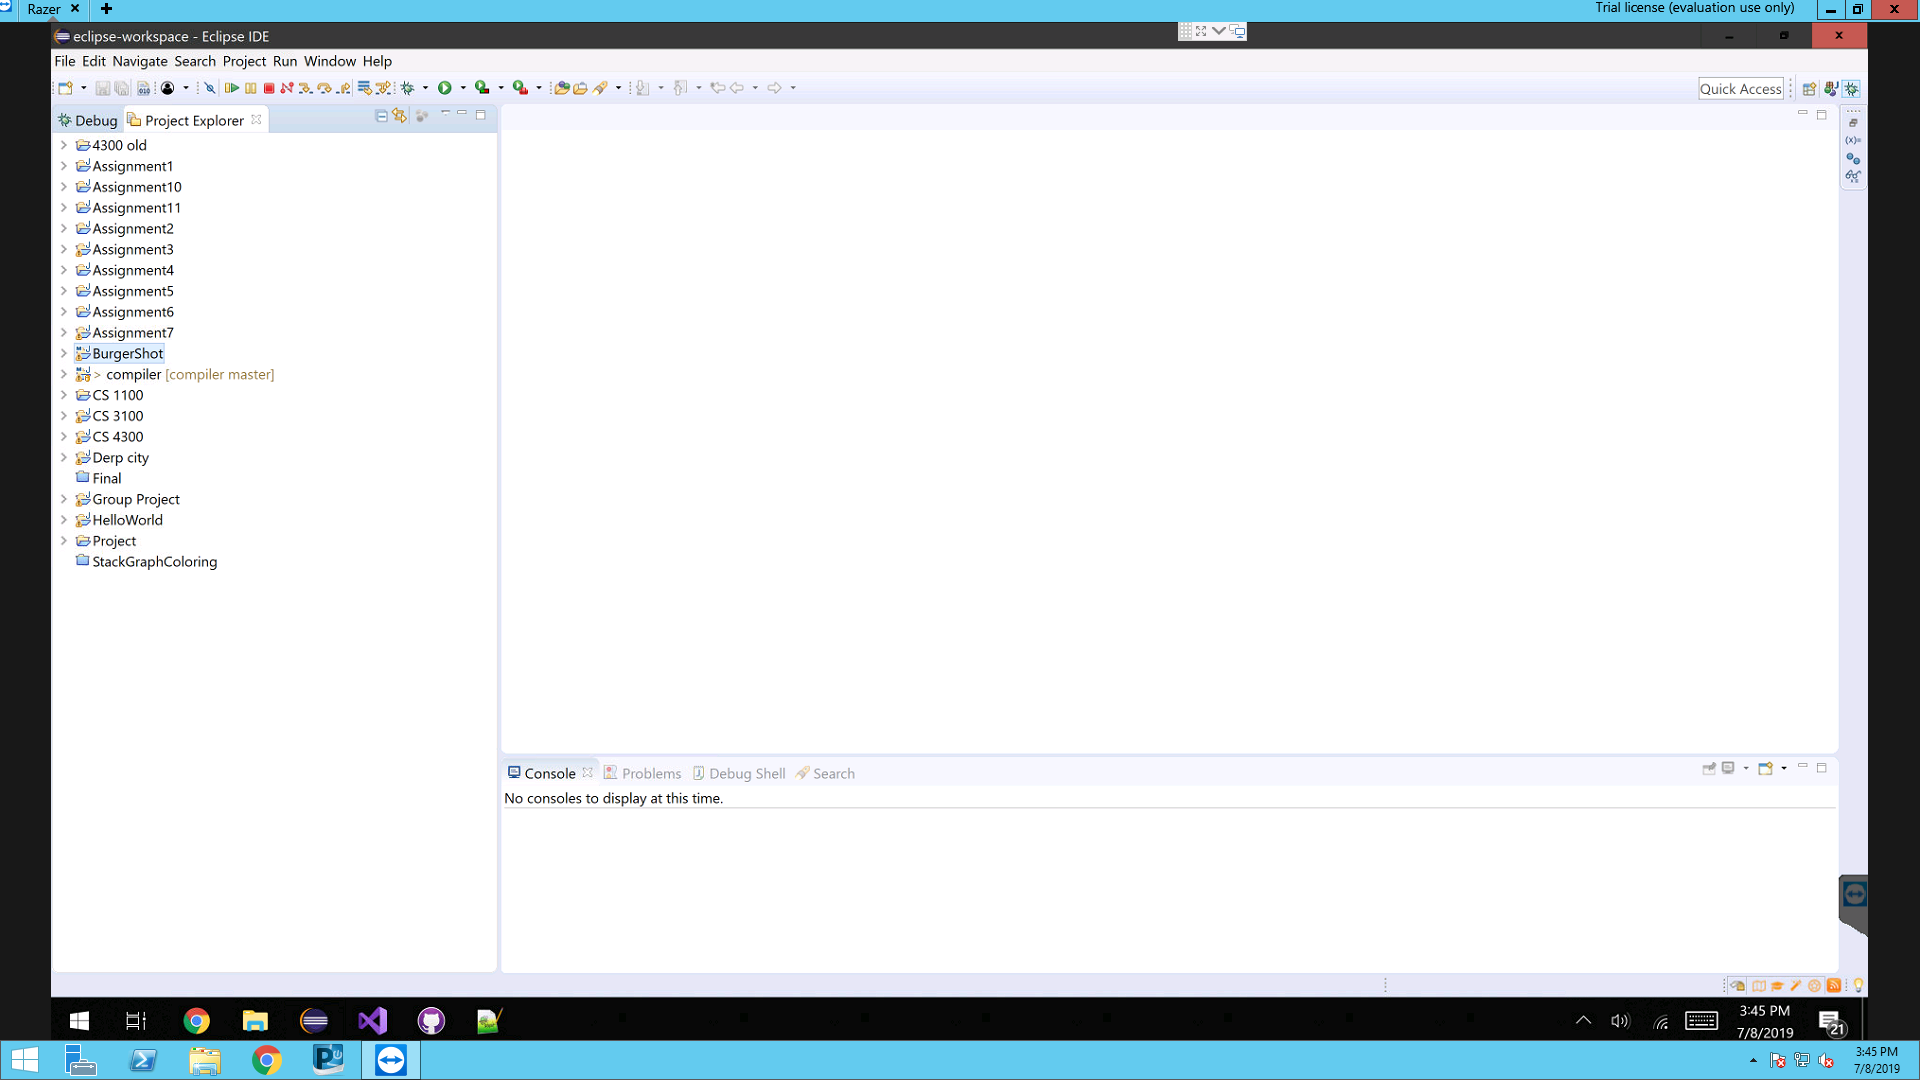 Razer
Trial license (evaluation use only)
eclipse-workspace - Eclipse IDE
File Edit Navigate Search Project Run Window Help
Quick Access
Debug Project Explorer
4300 old
Assignment1
Assignment10
Assignment11
Assignment2
Assignment3
Assignment4
Assignment5
Assignment6
Assignment7
BurgerShot
> compiler [compiler master]
CS 1100
CS 3100
CS 4300
Derp city
Final
Group Project
HelloWorld
Project
StackGraphColoring
Console Problems Debug Shell Search
No consoles to display at this time.
3:45 PM
7/8/2019
21
3:45 PM
7/8/2019